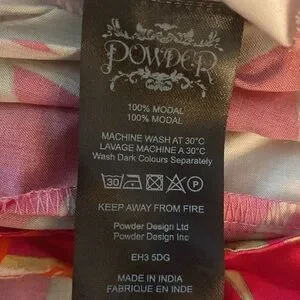 POWDER
100% MODAL
100% MODAL
MACHINE WASH AT 30°C
LAVAGE MACHINE A 30°C
Wash Dark Colours Separately
30 P
KEEP AWAY FROM FIRE
Powder Design Ltd
Powder Design Inc
EH3 5DG
MADE IN INDIA
FABRIQUE EN INDE